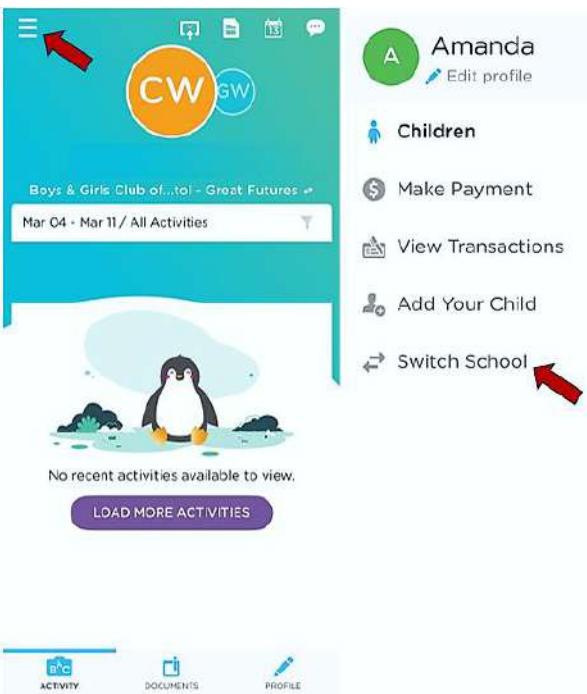 13
CW
GW
Boys & Girls Club of...tol - Great Futures
Mar 04 - Mar 11 / All Activities
No recent activities available to view.
LOAD MORE ACTIVITIES
ACTIVITY
DOCUMENTS
PROFILE
A
Amanda
Edit profile
Children
$
Make Payment
View Transactions
Add Your Child
Switch School